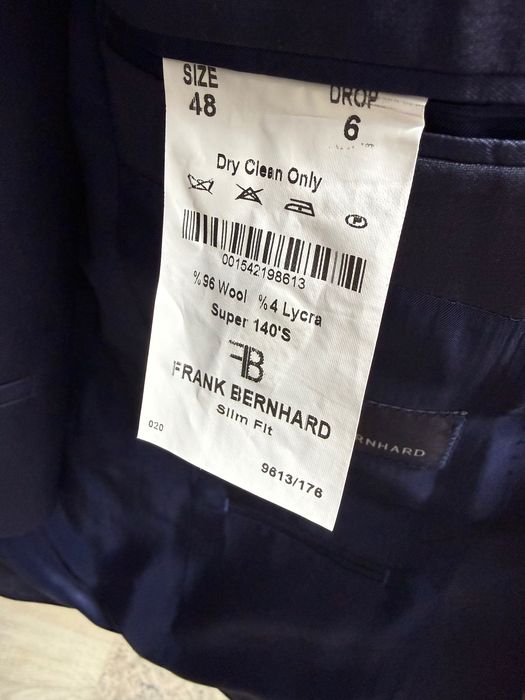 SIZE DROP
48 6
Dry Clean Only
P
001542198613
%96 Wool %4 Lycra
Super 140'S
FB
FRANK BERNHARD
Slim Fit
020
9613/176
RNHARD